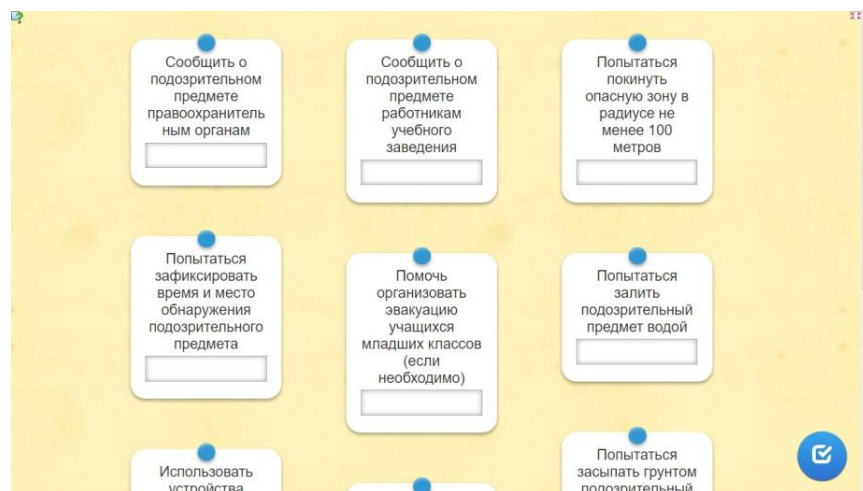 Сообщить о
подозрительном
предмете
правоохранитель
ным органам
Сообщить о
подозрительном
предмете
работникам
учебного
заведения
Попытаться
покинуть
опасную зону в
радиусе не
менее 100
метров
Попытаться
зафиксировать
время и место
обнаружения
подозрительного
предмета
Помочь
организовать
эвакуацию
учащихся
младших классов
(если
необходимо)
Попытаться
залить
подозрительный
предмет водой
Использовать
устройства
Попытаться
засыпать грунтом
подозрительный